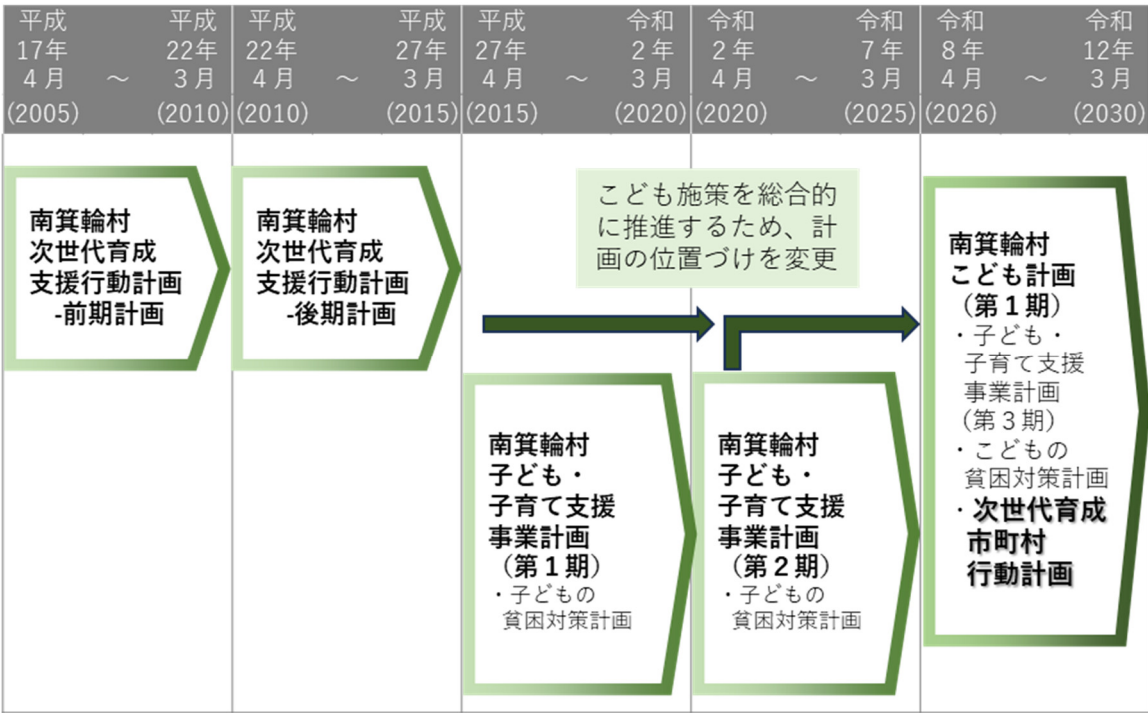 平成 平成
17年 22年
4月 ～ 3月
(2005) (2010)
平成 平成
22年 27年
4月 ～ 3月
(2010) (2015)
平成 令和
27年 2年
4月 ～ 3月
(2015) (2020)
令和 令和
2年 7年
4月 ～ 3月
(2020) (2025)
令和 令和
8年 12年
4月 ～ 3月
(2026) (2030)
南箕輪村
次世代育成
支援行動計画
-前期計画
南箕輪村
次世代育成
支援行動計画
-後期計画
こども施策を総合的
に推進するため、計
画の位置づけを変更
南箕輪村
子ども・
子育て支援
事業計画
（第1期）
・子どもの
貧困対策計画
南箕輪村
子ども・
子育て支援
事業計画
（第2期）
・子どもの
貧困対策計画
南箕輪村
こども計画
（第1期）
・子ども・
子育て支援
事業計画
（第3期）
・こどもの
貧困対策計画
・次世代育成
市町村
行動計画